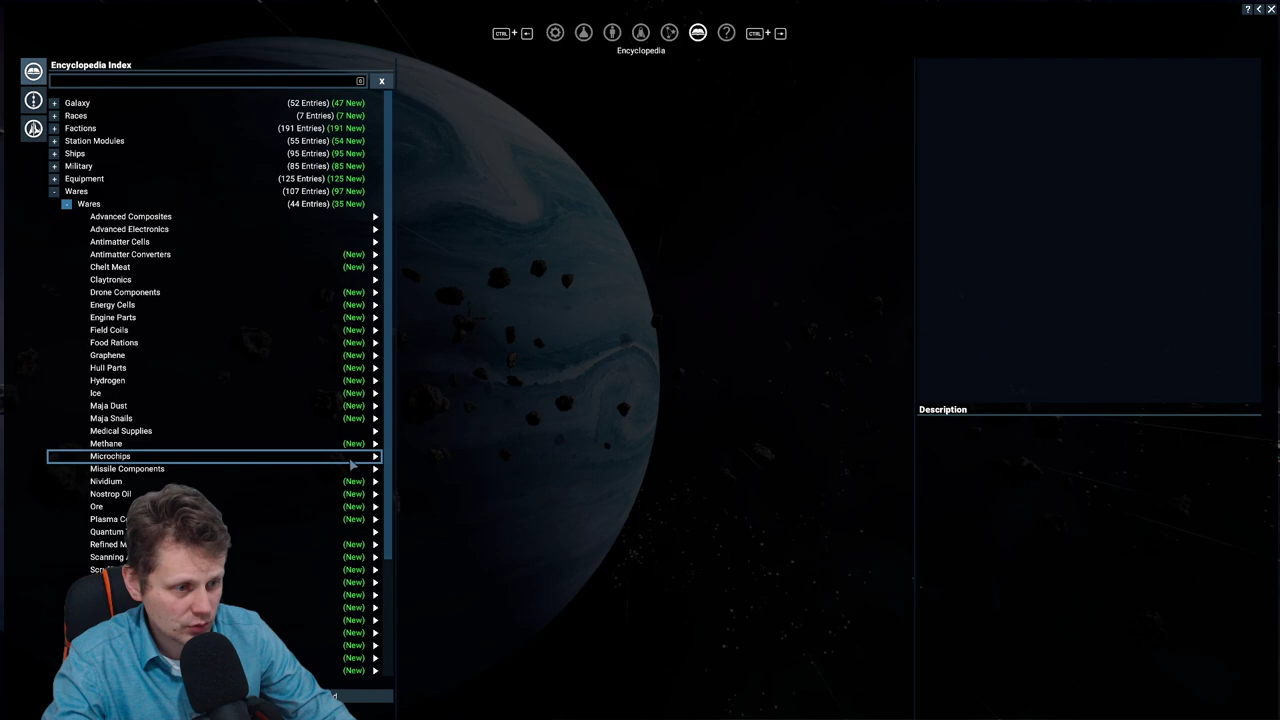 ? < X
CTRL + ← CTRL + →
Encyclopedia
Encyclopedia Index
X
+ Galaxy (52 Entries) (47 New)
+ Races (7 Entries) (7 New)
+ Factions (191 Entries) (191 New)
+ Station Modules (55 Entries) (54 New)
+ Ships (95 Entries) (95 New)
+ Military (85 Entries) (85 New)
+ Equipment (125 Entries) (125 New)
- Wares (107 Entries) (97 New)
- Wares (44 Entries) (35 New)
Advanced Composites
Advanced Electronics
Antimatter Cells
Antimatter Converters (New)
Chelt Meat (New)
Claytronics
Drone Components (New)
Energy Cells (New)
Engine Parts (New)
Field Coils (New)
Food Rations (New)
Graphene (New)
Hull Parts (New)
Hydrogen (New)
Ice (New)
Maja Dust (New)
Maja Snails (New)
Medical Supplies
Methane (New)
Microchips
Missile Components
Nividium (New)
Nostrop Oil (New)
Ore (New)
Plasma (New)
Quantum
Refined (New)
Scanning (New)
(New)
(New)
(New)
(New)
(New)
(New)
(New)
(New)
(New)
Description